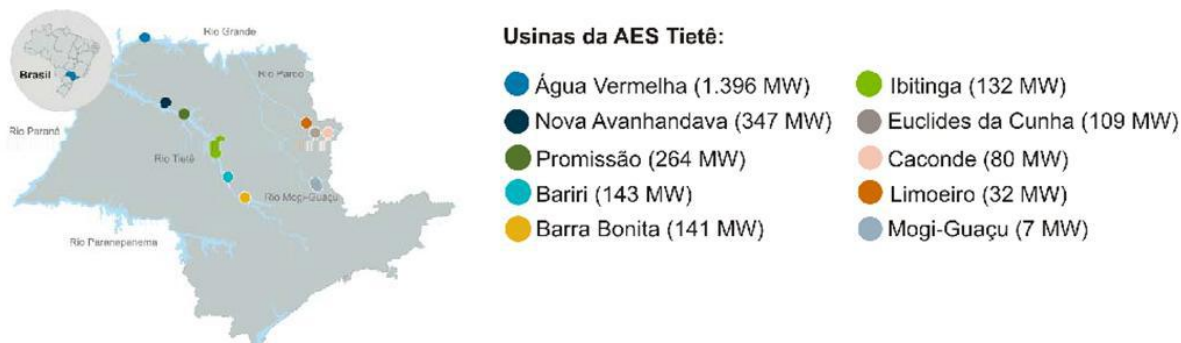 Rio Grande
Brasil
Rio Pardo
Rio Paraná
Rio Tietê
Rio Mogi-Guaçu
Rio Paranapanema
Usinas da AES Tietê:
Água Vermelha (1.396 MW)
Nova Avanhandava (347 MW)
Promissão (264 MW)
Bariri (143 MW)
Barra Bonita (141 MW)
Ibitinga (132 MW)
Euclides da Cunha (109 MW)
Caconde (80 MW)
Limoeiro (32 MW)
Mogi-Guaçu (7 MW)